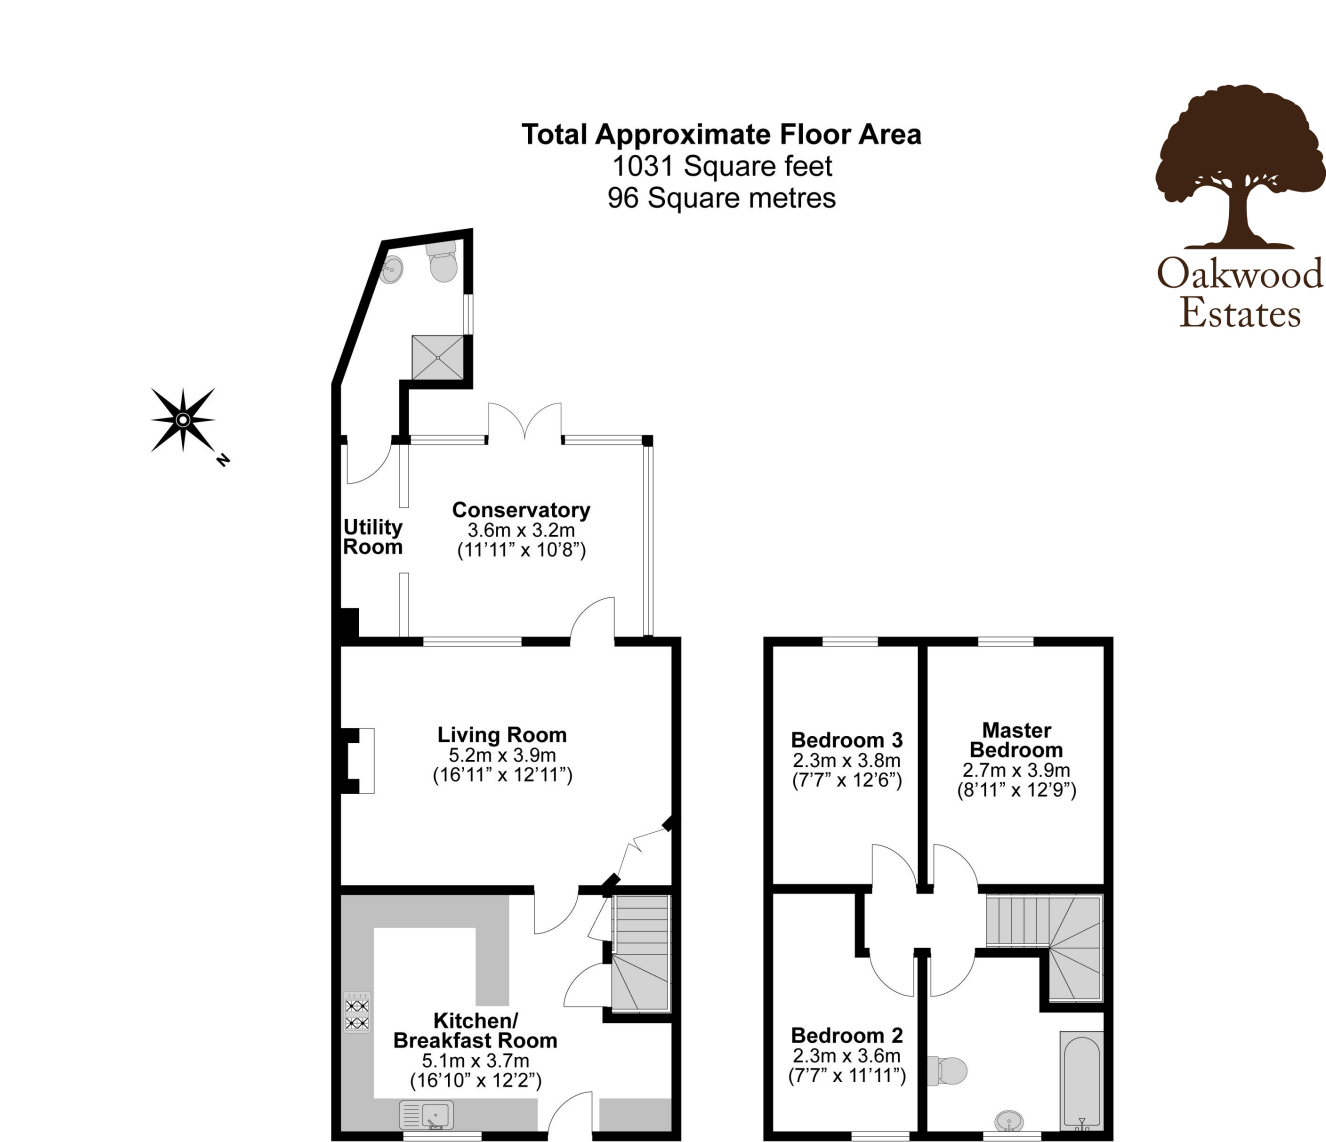 Total Approximate Floor Area
1031 Square feet
96 Square metres
Oakwood
Estates
N
Conservatory
3.6m x 3.2m
(11’11” x 10’8”)
Utility
Room
Living Room
5.2m x 3.9m
(16’11” x 12’11”)
Kitchen/
Breakfast Room
5.1m x 3.7m
(16’10” x 12’2”)
Bedroom 3
2.3m x 3.8m
(7’7” x 12’6”)
Master
Bedroom
2.7m x 3.9m
(8’11” x 12’9”)
Bedroom 2
2.3m x 3.6m
(7’7” x 11’11”)